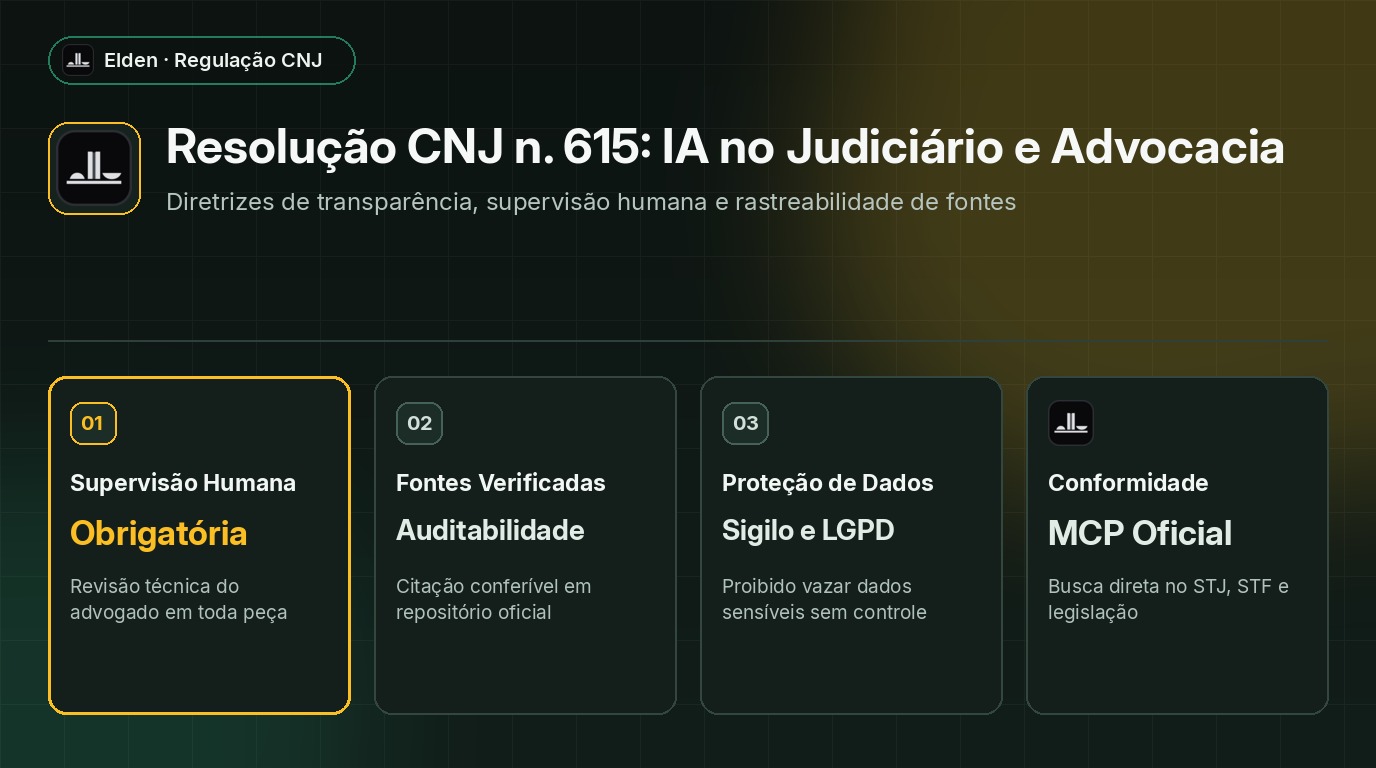 Elden · Regulação CNJ
Resolução CNJ n. 615: IA no Judiciário e Advocacia
Diretrizes de transparência, supervisão humana e rastreabilidade de fontes
01
Supervisão Humana
Obrigatória
Revisão técnica do
advogado em toda peça
02
Fontes Verificadas
Auditabilidade
Citação conferível em
repositório oficial
03
Proteção de Dados
Sigilo e LGPD
Proibido vazar dados
sensíveis sem controle
Conformidade
MCP Oficial
Busca direta no STJ, STF e
legislação